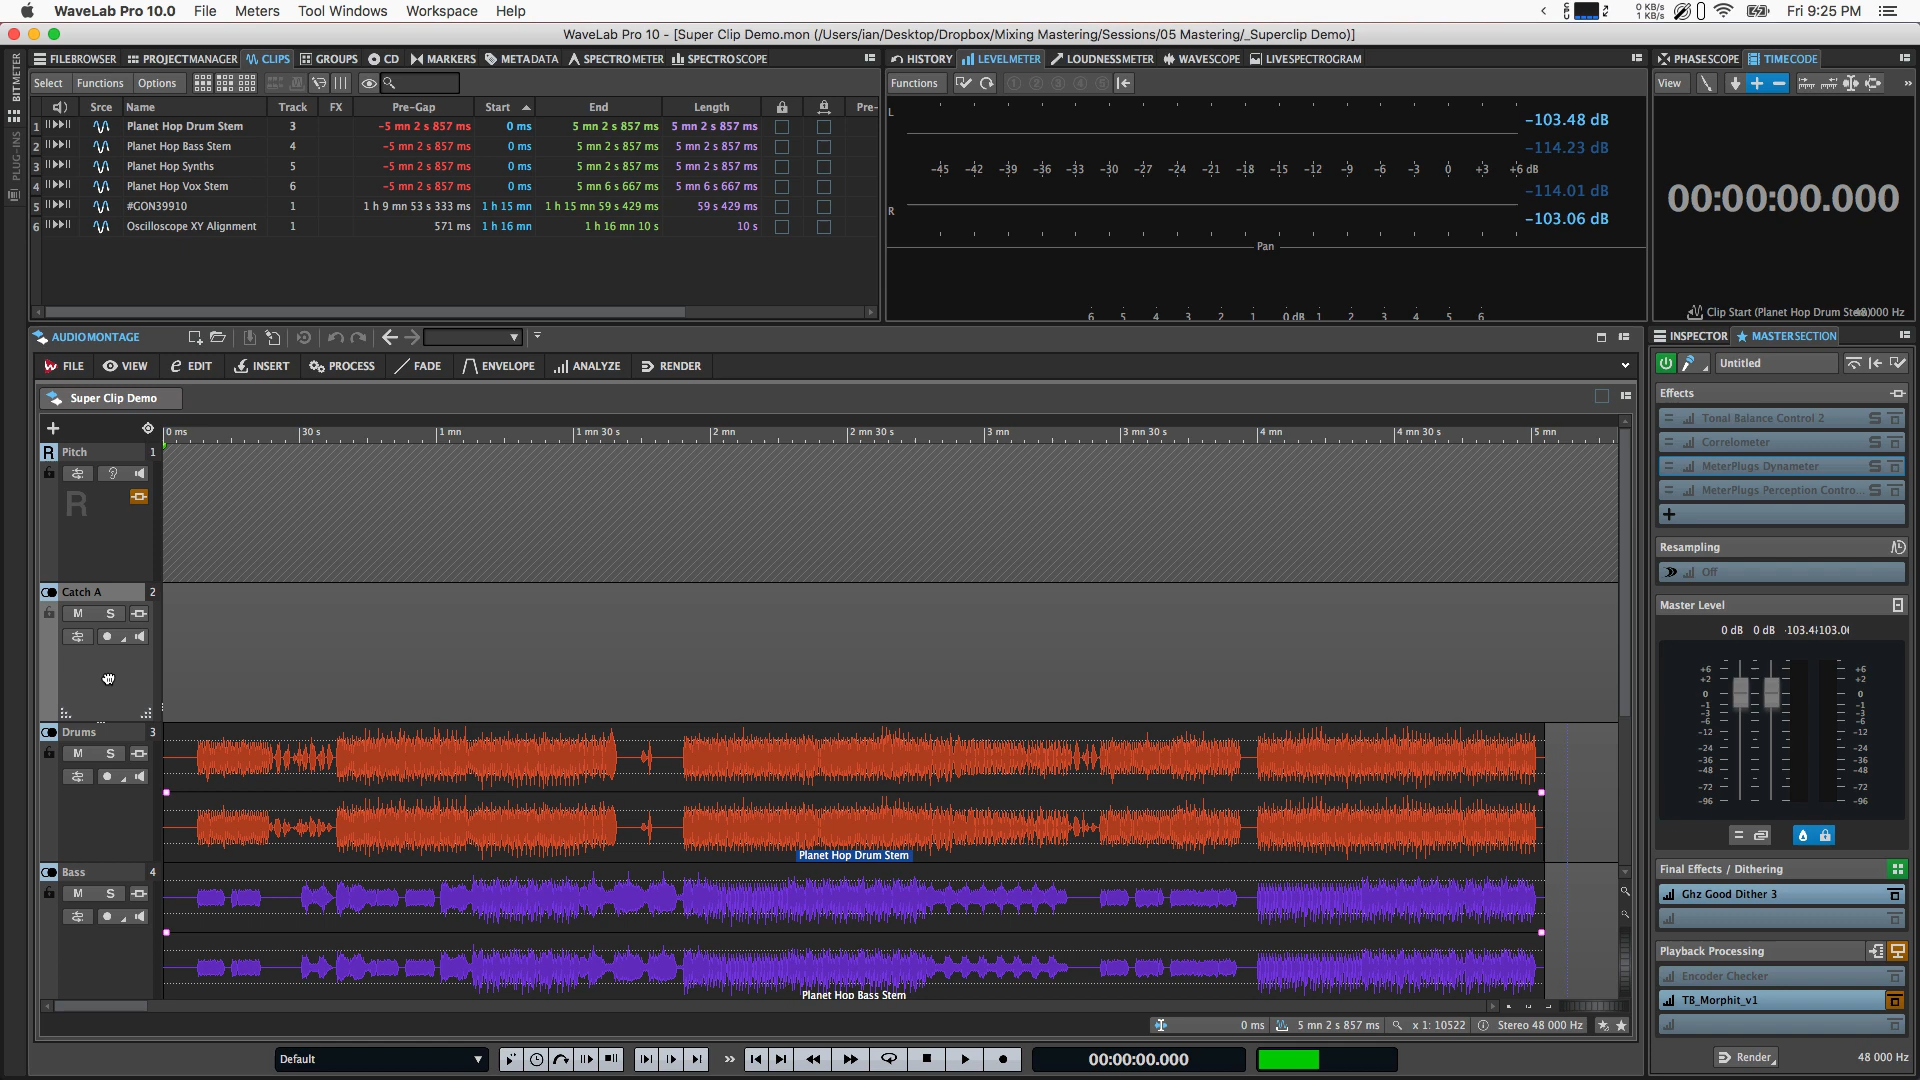 WaveLab Pro 10.0 File Meters Tool Windows Workspace Help
0 KB/s
1 KB/s
Fri 9:25 PM
WaveLab Pro 10 - [Super Clip Demo.mon (/Users/ian/Desktop/Dropbox/Mixing Mastering/Sessions/05 Mastering/_Superclip Demo)]
BITMETER
PLUG-INS
FILEBROWSER PROJECTMANAGER CLIPS GROUPS CD MARKERS METADATA SPECTROMETER SPECTROSCOPE
Select Functions Options
Srce Name Track FX Pre-Gap Start End Length Pre-
1 Planet Hop Drum Stem 3 -5 mn 2 s 857 ms 0 ms 5 mn 2 s 857 ms 5 mn 2 s 857 ms
2 Planet Hop Bass Stem 4 -5 mn 2 s 857 ms 0 ms 5 mn 2 s 857 ms 5 mn 2 s 857 ms
3 Planet Hop Synths 5 -5 mn 2 s 857 ms 0 ms 5 mn 2 s 857 ms 5 mn 2 s 857 ms
4 Planet Hop Vox Stem 6 -5 mn 2 s 857 ms 0 ms 5 mn 6 s 667 ms 5 mn 6 s 667 ms
5 #GON39910 1 1 h 9 mn 53 s 333 ms 1 h 15 mn 1 h 15 mn 59 s 429 ms 59 s 429 ms
6 Oscilloscope XY Alignment 1 571 ms 1 h 16 mn 1 h 16 mn 10 s 10 s
HISTORY LEVELMETER LOUDNESSMETER WAVESCOPE LIVESPECTROGRAM
Functions 1 2 3 4 5
L
-103.48 dB
-114.23 dB
-45 -42 -39 -36 -33 -30 -27 -24 -21 -18 -15 -12 -9 -6 -3 0 +3 +6 dB
-114.01 dB
R
-103.06 dB
Pan
6 5 4 3 2 1 0 dB 1 2 3 4 5 6
PHASESCOPE TIMECODE
View
00:00:00.000
Clip Start (Planet Hop Drum
000 Hz
AUDIOMONTAGE
FILE VIEW EDIT INSERT PROCESS FADE ENVELOPE ANALYZE RENDER
Super Clip Demo
0 ms 30 s 1 mn 1 mn 30 s 2 mn 2 mn 30 s 3 mn 3 mn 30 s 4 mn 4 mn 30 s 5 mn
R Pitch 1
R
Catch A 2
M S
Drums 3
M S
Planet Hop Drum Stem
Bass 4
M S
Planet Hop Bass Stem
0 ms 5 mn 2 s 857 ms x 1: 10522 Stereo 48 000 Hz
Default
00:00:00.000
INSPECTOR MASTERSECTION
Untitled
Effects
Tonal Balance Control 2 S
Correlometer S
MeterPlugs Dynameter S
MeterPlugs Perception Contro... S
Resampling
Off
Master Level
0 dB 0 dB
+6 +6
+2 +2
0 0
-1 -1
-3 -3
-6 -6
-12 -12
-24 -24
-36 -36
-48 -48
-72 -72
-96 -96
Final Effects / Dithering
Ghz Good Dither 3
Playback Processing
Encoder Checker
TB_Morphit_v1
Render
48 000 Hz